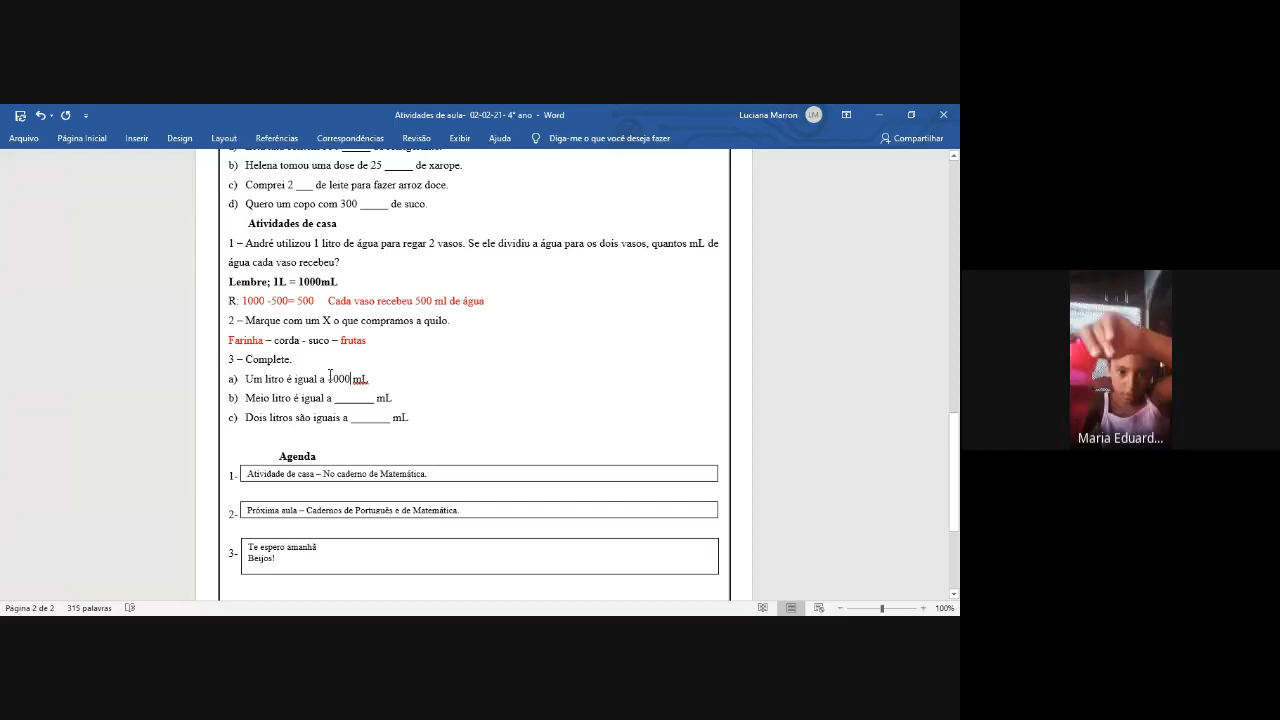 Atividades de aula- 02-02-21- 4° ano - Word
Luciana Marron
LM
Arquivo Página Inicial Inserir Design Layout Referências Correspondências Revisão Exibir Ajuda Diga-me o que você deseja fazer Compartilhar
b) Helena tomou uma dose de 25 _____ de xarope.
c) Comprei 2 ___ de leite para fazer arroz doce.
d) Quero um copo com 300 _____ de suco.
Atividades de casa
1 – André utilizou 1 litro de água para regar 2 vasos. Se ele dividiu a água para os dois vasos, quantos mL de
água cada vaso recebeu?
Lembre; 1L = 1000mL
R: 1000 -500= 500 Cada vaso recebeu 500 ml de água
2 – Marque com um X o que compramos a quilo.
Farinha – corda - suco – frutas
3 – Complete.
a) Um litro é igual a 1000 mL
b) Meio litro é igual a _______ mL
c) Dois litros são iguais a _______ mL
Agenda
1- Atividade de casa – No caderno de Matemática.
2- Próxima aula – Cadernos de Português e de Matemática.
3- Te espero amanhã
Beijos!
Página 2 de 2 315 palavras 100%
Maria Eduard...